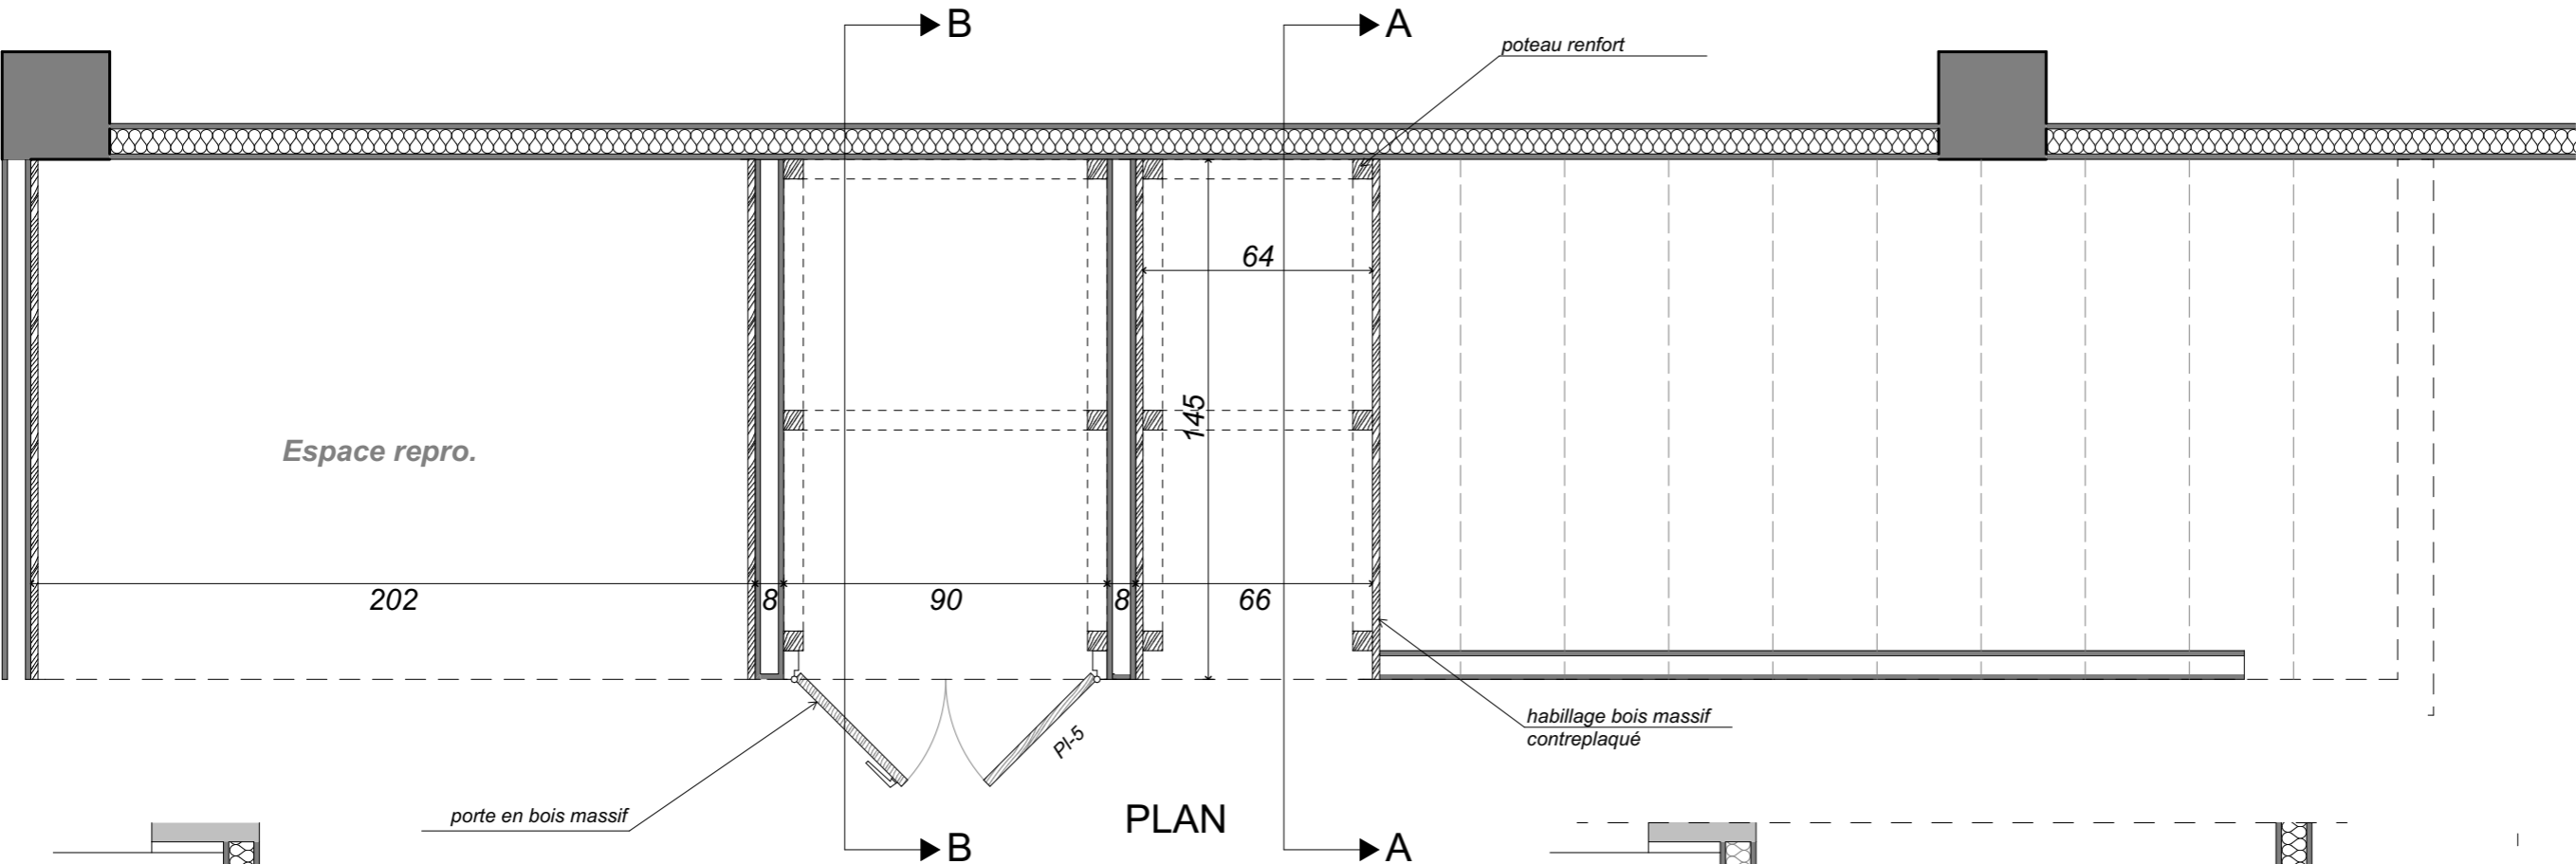 B
A
poteau renfort
64
145
Espace repro.
202
8
90
8
66
PI-5
habillage bois massif
contreplaqué
porte en bois massif
PLAN
B
A